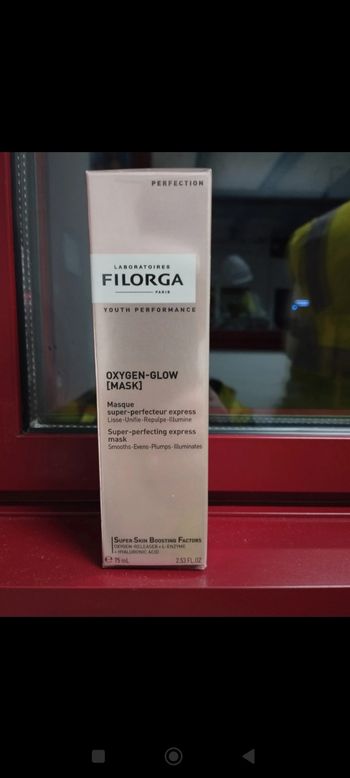 PERFECTION
LABORATOIRES
FILORGA
PARIS
YOUTH PERFORMANCE
OXYGEN-GLOW
[MASK]
Masque
super-perfecteur express
Lisse-Unifie-Repulpe-Illumine
Super-perfecting express
mask
Smooths-Evens-Plumps-Illuminates
SUPER SKIN BOOSTING FACTORS
OXYGEN-RELEASER + L-ENZYME
+ HYALURONIC ACID
e 75 mL 2.53 FL.OZ